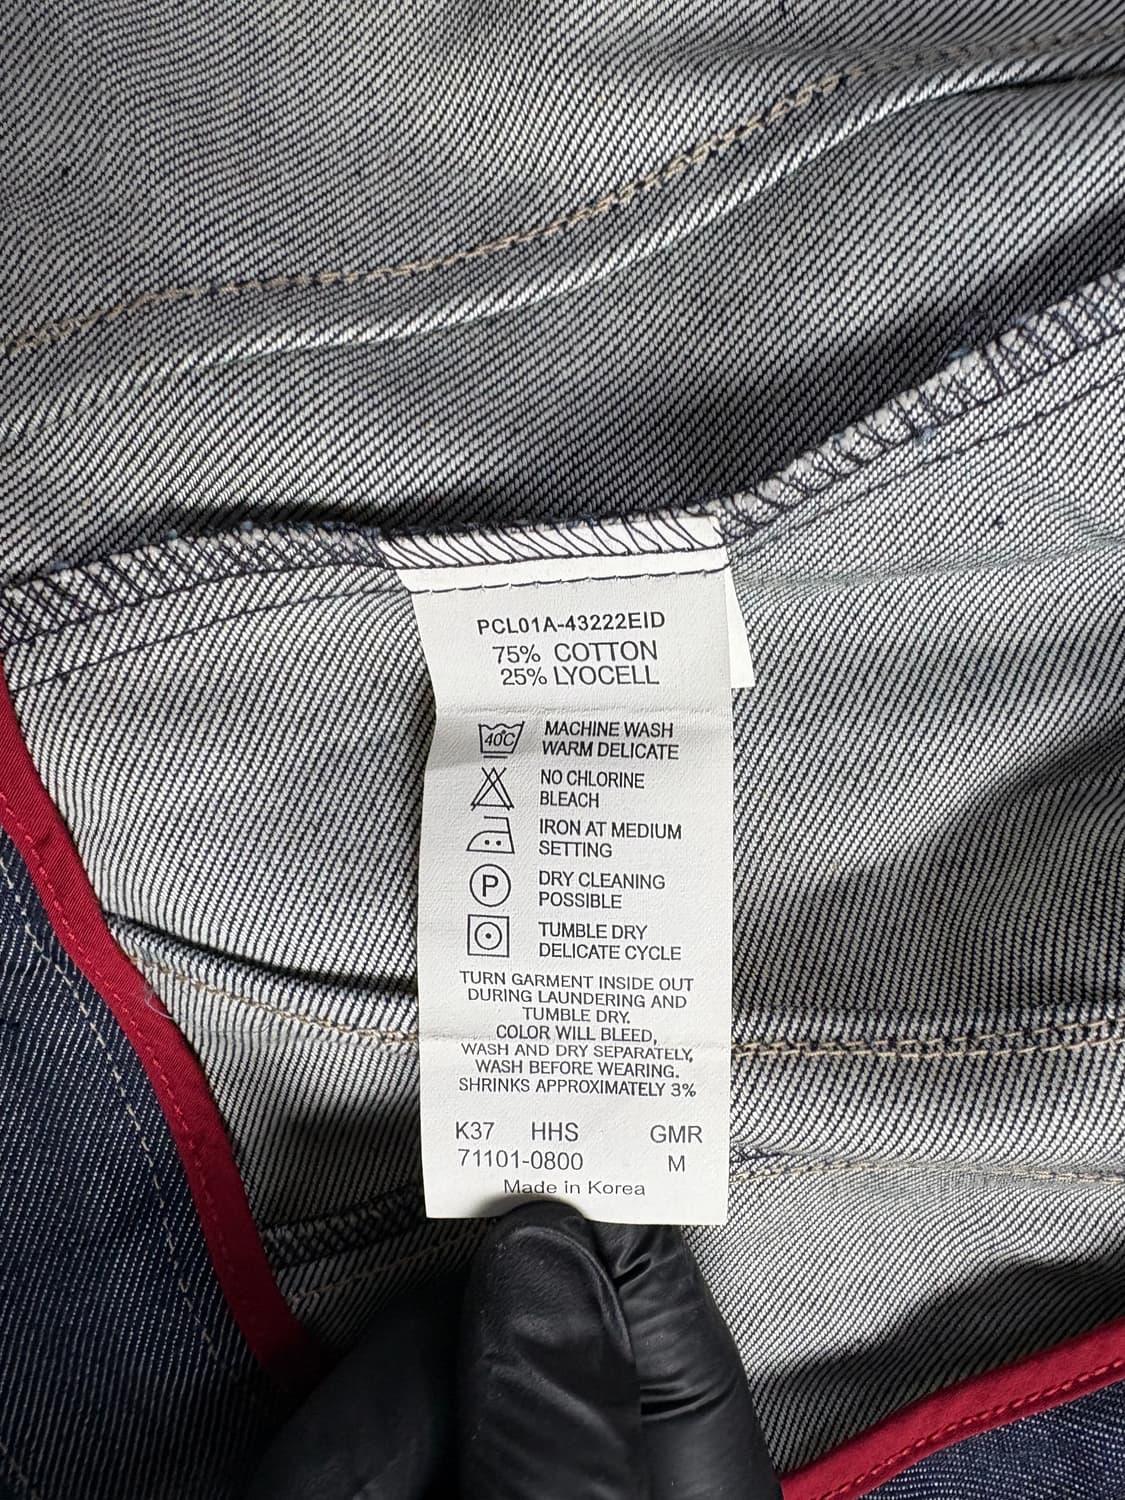 PCL01A-43222EID
75% COTTON
25% LYOCELL
40°C MACHINE WASH
WARM DELICATE
NO CHLORINE
BLEACH
IRON AT MEDIUM
SETTING
P DRY CLEANING
POSSIBLE
TUMBLE DRY
DELICATE CYCLE
TURN GARMENT INSIDE OUT
DURING LAUNDERING AND
TUMBLE DRY.
COLOR WILL BLEED,
WASH AND DRY SEPARATELY,
WASH BEFORE WEARING.
SHRINKS APPROXIMATELY 3%
K37 HHS GMR
71101-0800 M
Made in Korea